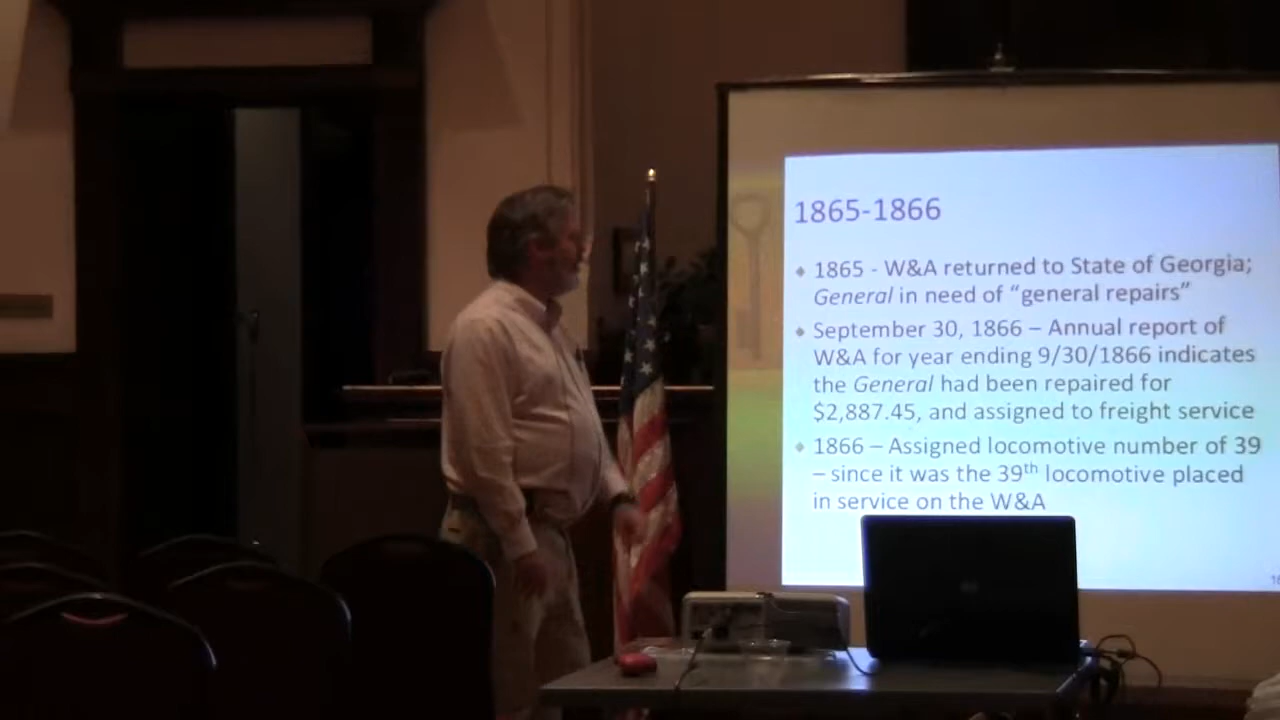 1865-1866
♦ 1865 - W&A returned to State of Georgia;
General in need of “general repairs”
♦ September 30, 1866 – Annual report of
W&A for year ending 9/30/1866 indicates
the General had been repaired for
$2,887.45, and assigned to freight service
♦ 1866 – Assigned locomotive number of 39
– since it was the 39th locomotive placed
in service on the W&A